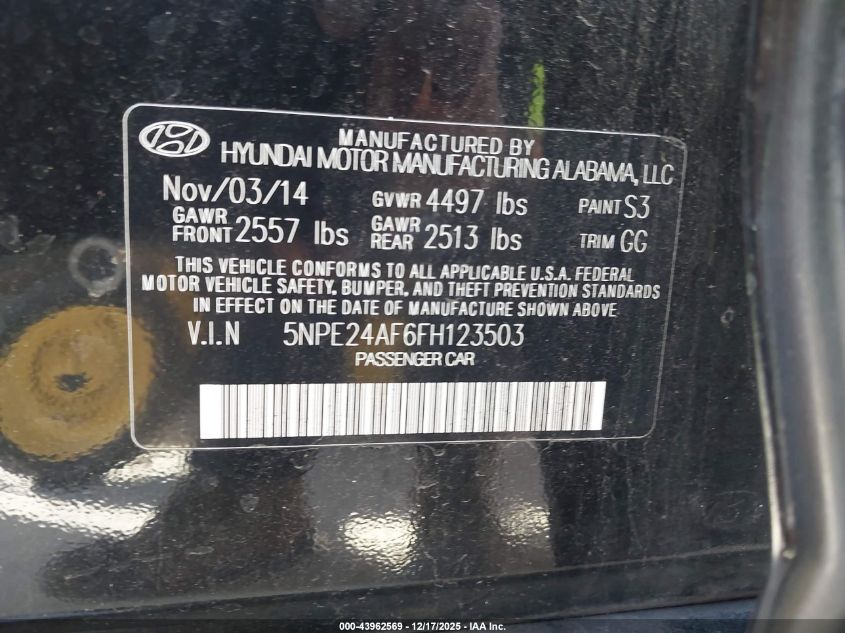 MANUFACTURED BY
HYUNDAI MOTOR MANUFACTURING ALABAMA, LLC
Nov/03/14 GVWR 4497 lbs PAINT S3
GAWR FRONT 2557 lbs GAWR REAR 2513 lbs TRIM GG
THIS VEHICLE CONFORMS TO ALL APPLICABLE U.S.A. FEDERAL
MOTOR VEHICLE SAFETY, BUMPER, AND THEFT PREVENTION STANDARDS
IN EFFECT ON THE DATE OF MANUFACTURE SHOWN ABOVE.
V.I.N 5NPE24AF6FH123503
PASSENGER CAR
000-43962569 - 12/17/2025 - IAA Inc.